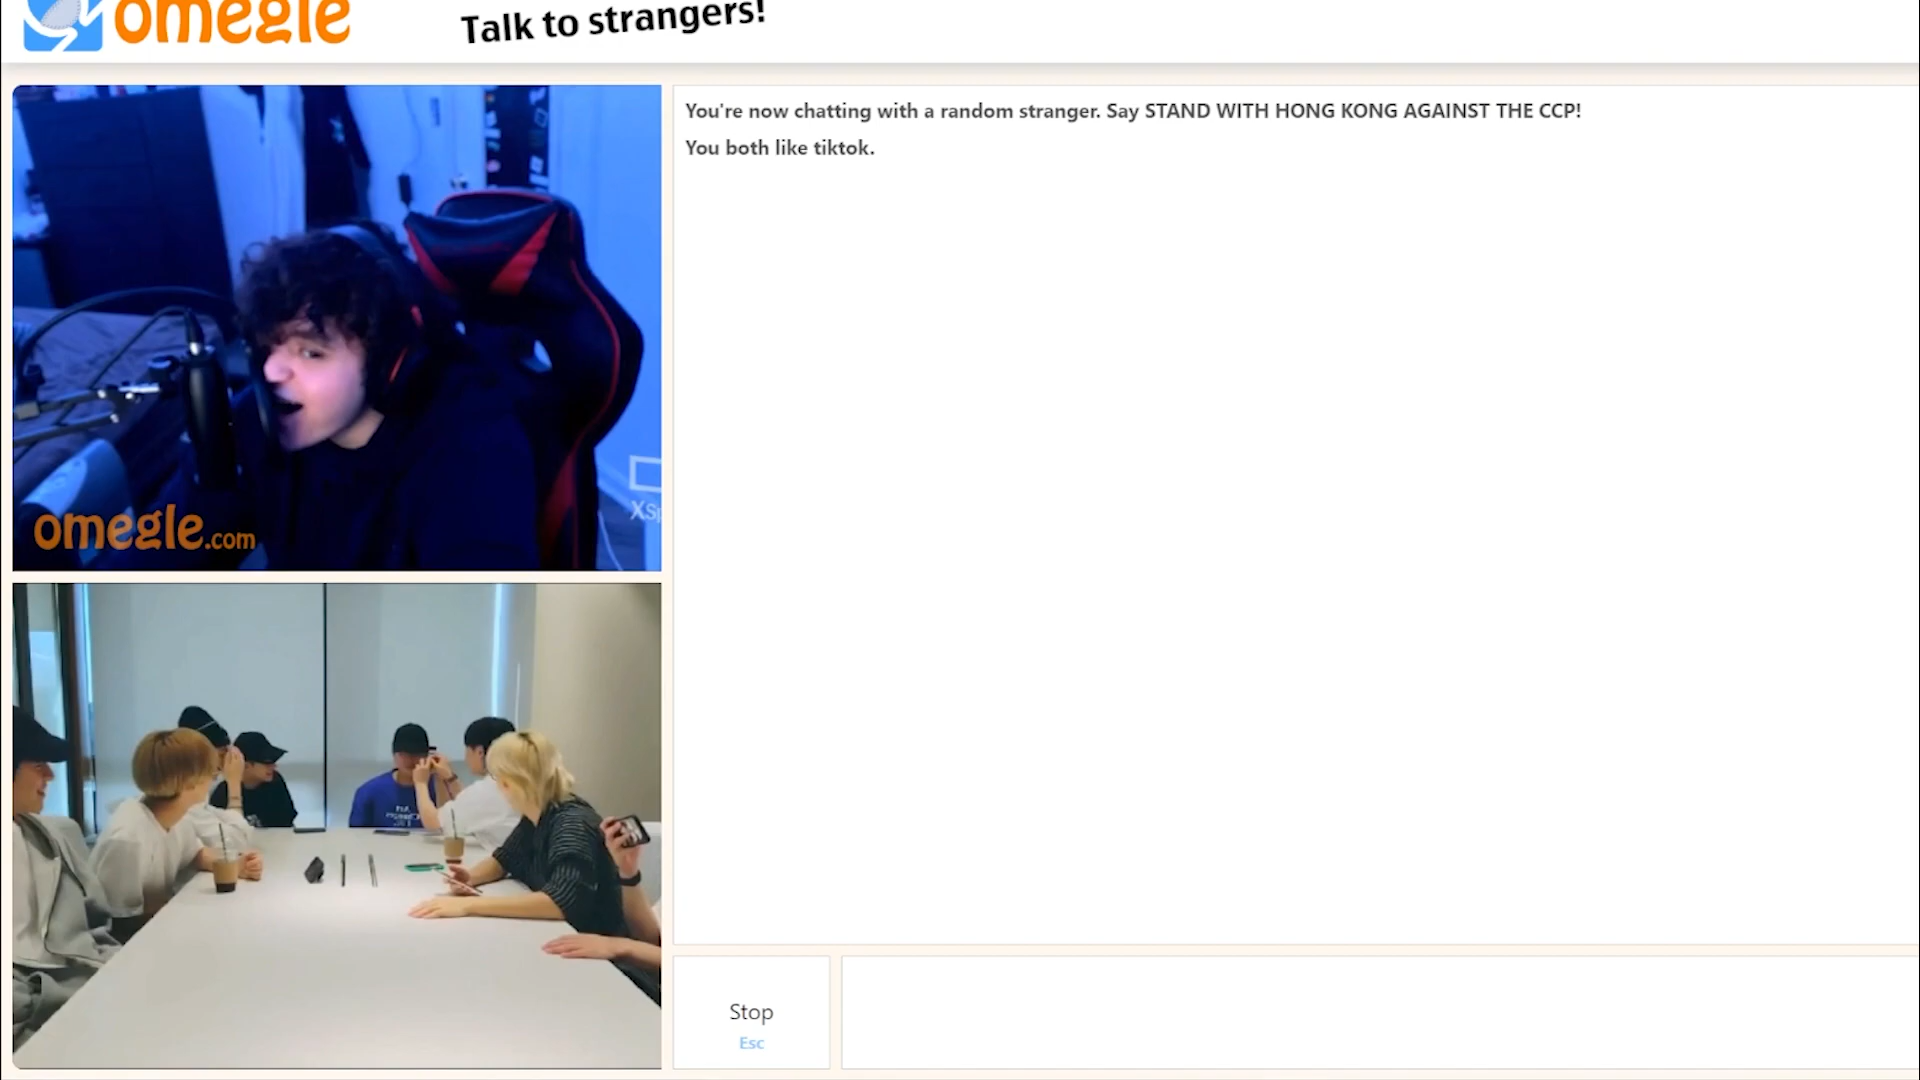 omegle
Talk to strangers!
You're now chatting with a random stranger. Say STAND WITH HONG KONG AGAINST THE CCP!
You both like tiktok.
omegle.com
Stop
Esc